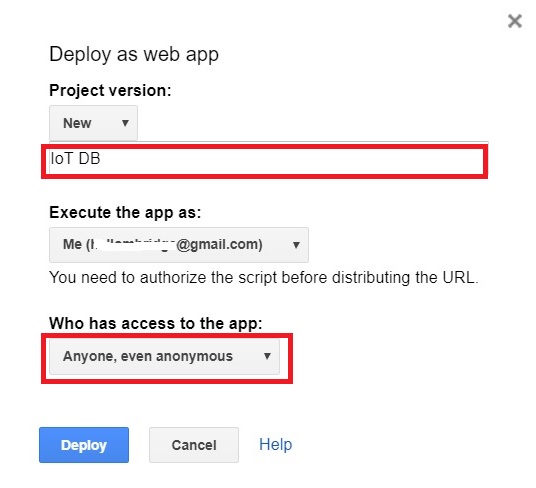 Deploy as web app
Project version:
New
IoT DB
Execute the app as:
Me ( @gmail.com)
You need to authorize the script before distributing the URL.
Who has access to the app:
Anyone, even anonymous
Deploy Cancel Help